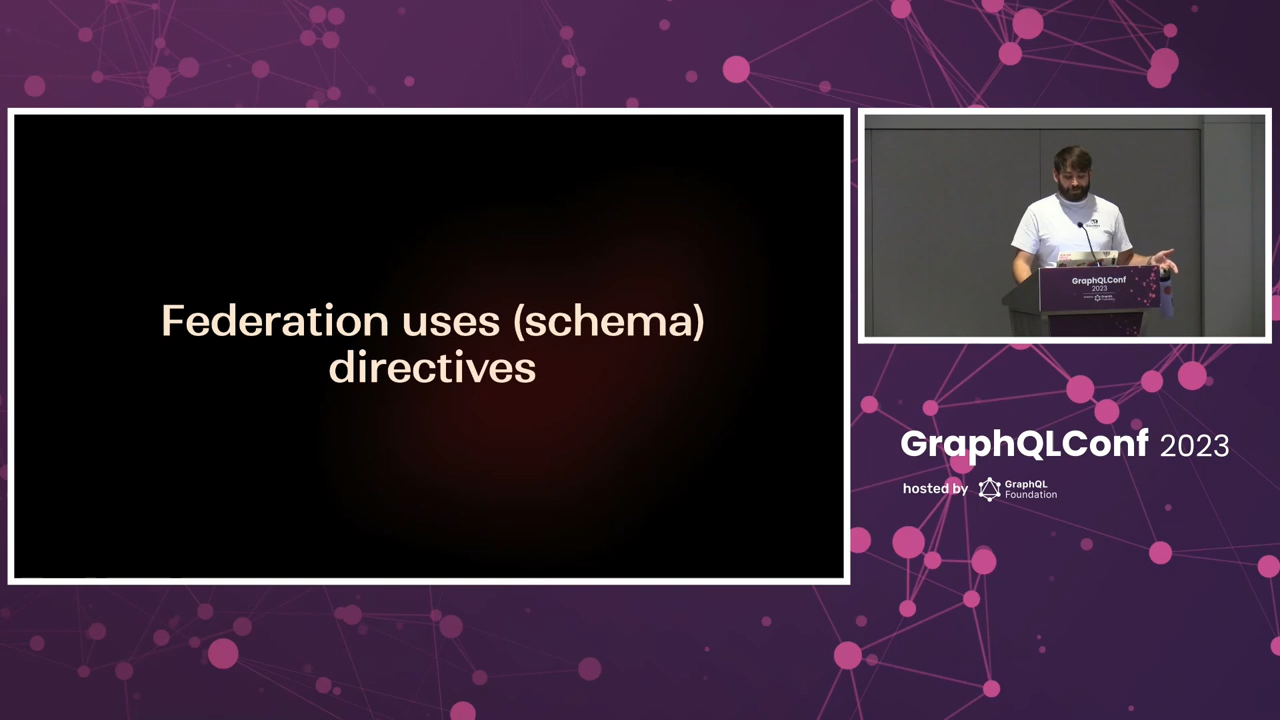 Federation uses (schema)
directives
GraphQLConf
2023
GraphQLConf 2023
hosted by GraphQL
Foundation